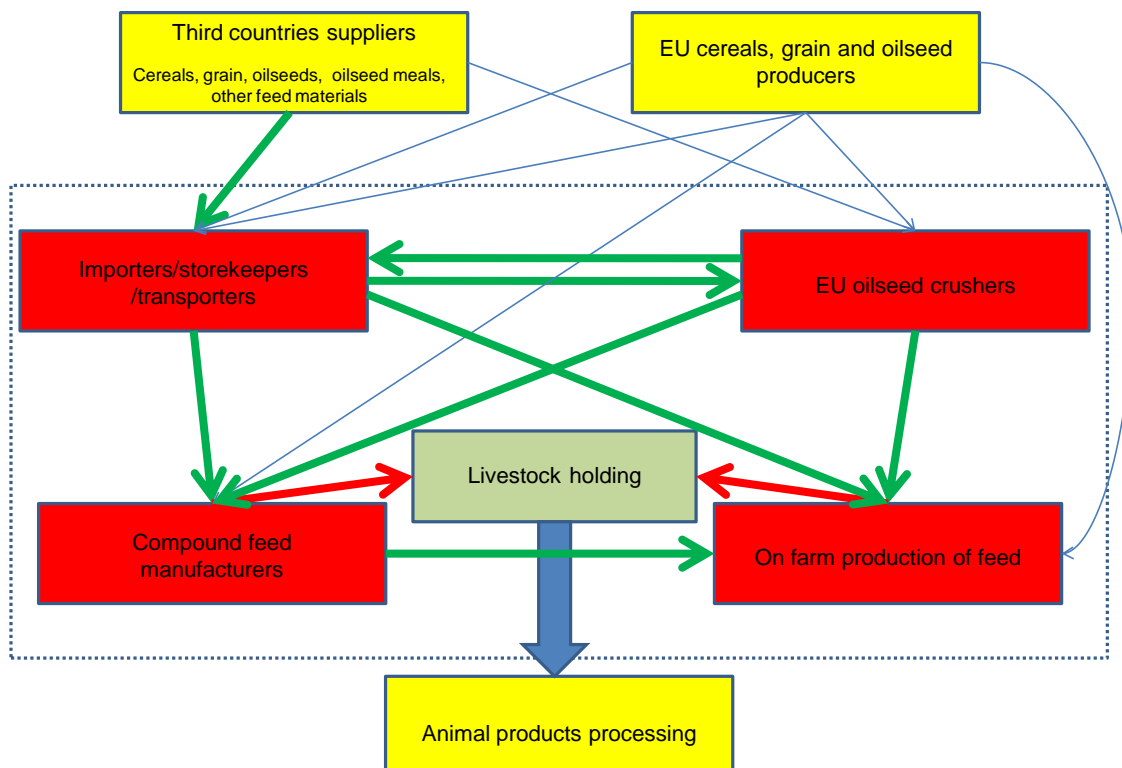 Third countries suppliers
Cereals, grain, oilseeds, oilseed meals,
other feed materials
EU cereals, grain and oilseed
producers
Importers/storekeepers
/transporters
EU oilseed crushers
Livestock holding
Compound feed
manufacturers
On farm production of feed
Animal products processing